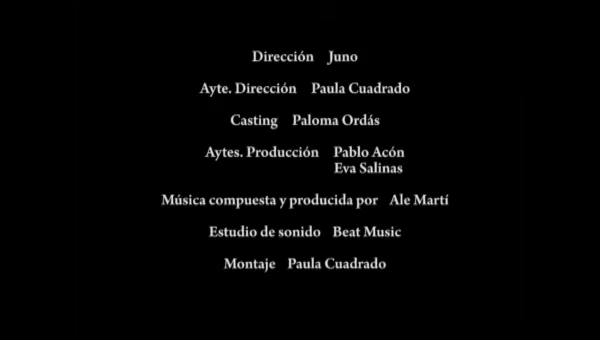 Dirección Juno
Ayte. Dirección Paula Cuadrado
Casting Paloma Ordás
Aytes. Producción Pablo Acón
Eva Salinas
Música compuesta y producida por Ale Martí
Estudio de sonido Beat Music
Montaje Paula Cuadrado